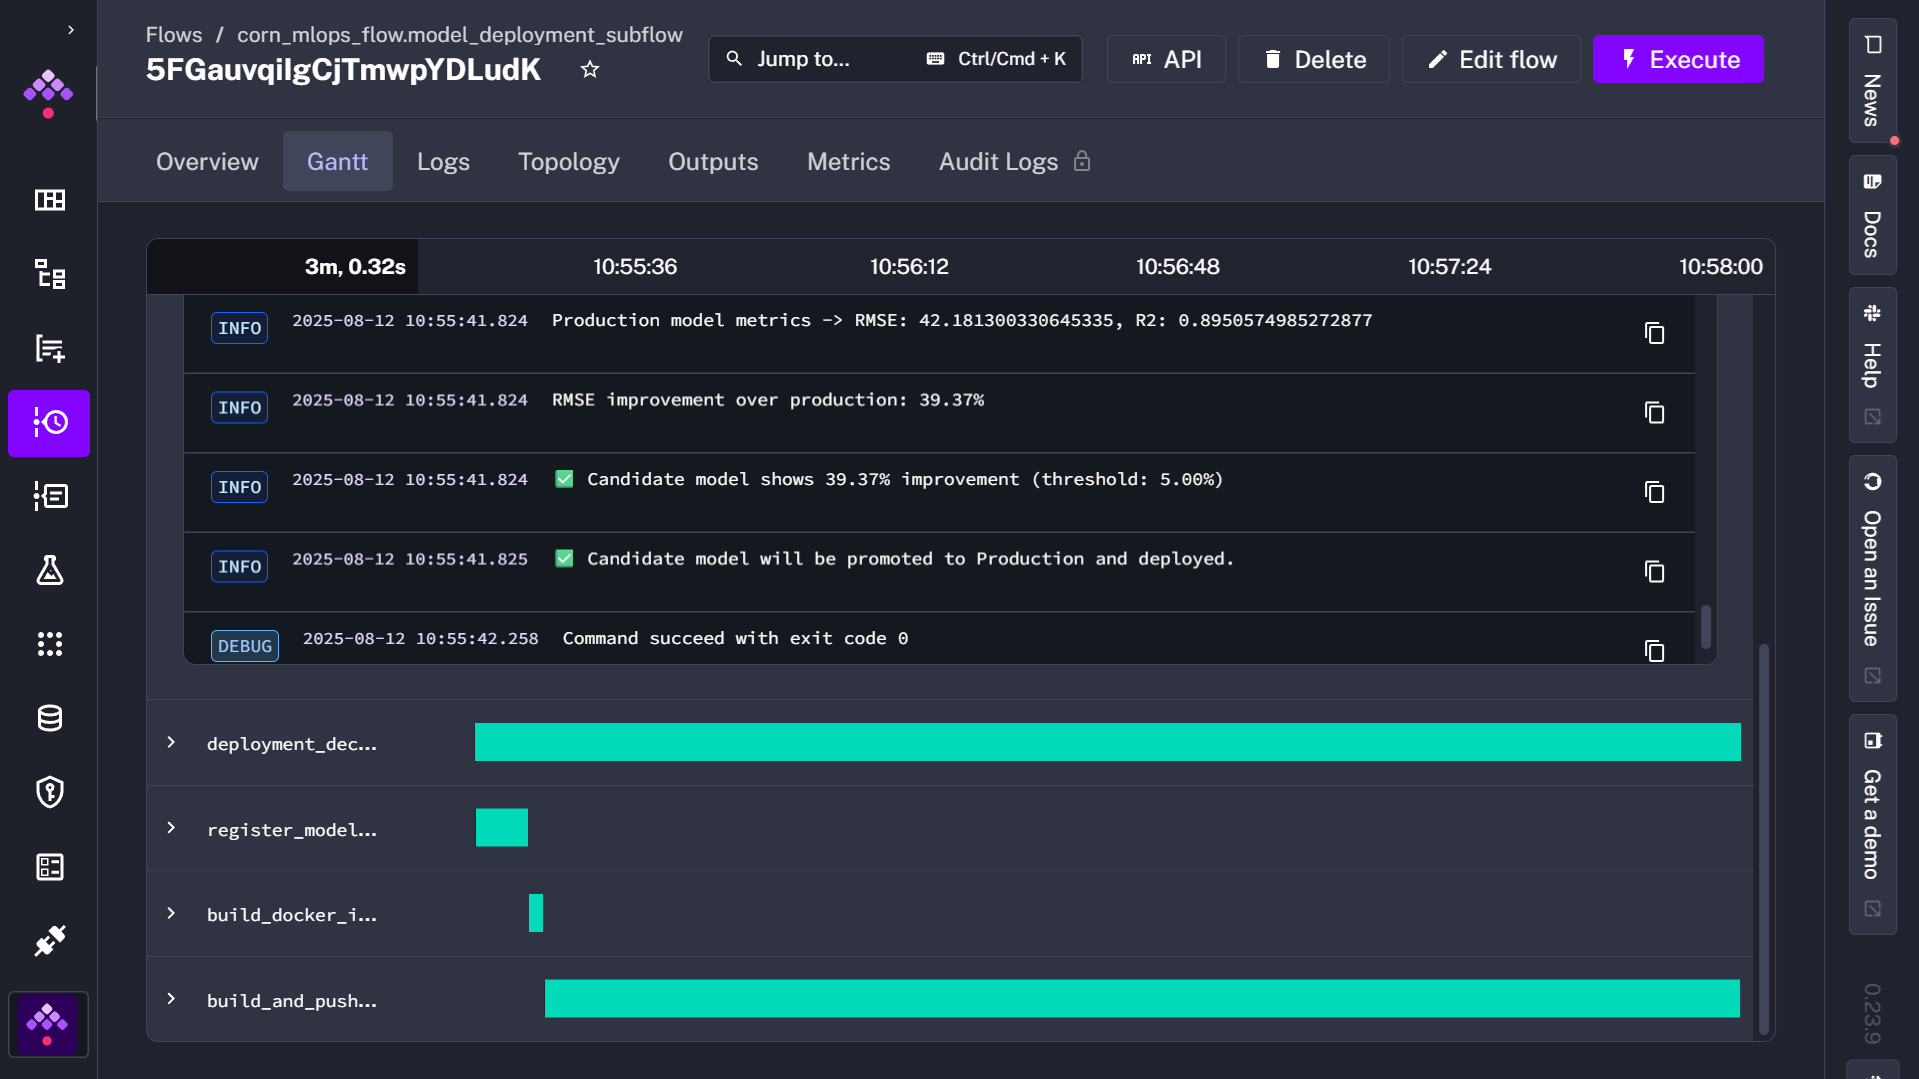 Flows / corn_mlops_flow.model_deployment_subflow
5FGauvqiIgCjTmwpYDLudK
Jump to... Ctrl/Cmd + K
API API
Delete
Edit flow
Execute
Overview Gantt Logs Topology Outputs Metrics Audit Logs
3m, 0.32s 10:55:36 10:56:12 10:56:48 10:57:24 10:58:00
INFO 2025-08-12 10:55:41.824 Production model metrics -> RMSE: 42.181300330645335, R2: 0.8950574985272877
INFO 2025-08-12 10:55:41.824 RMSE improvement over production: 39.37%
INFO 2025-08-12 10:55:41.824 ✅ Candidate model shows 39.37% improvement (threshold: 5.00%)
INFO 2025-08-12 10:55:41.825 ✅ Candidate model will be promoted to Production and deployed.
DEBUG 2025-08-12 10:55:42.258 Command succeed with exit code 0
deployment_dec...
register_model...
build_docker_i...
build_and_push...
News
Docs
Help
Open an Issue
Get a demo
0.23.9